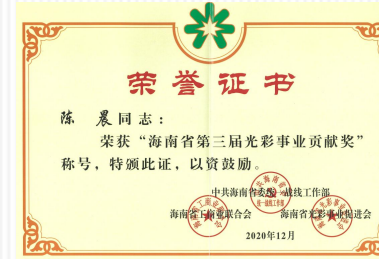 荣誉证书
陈 晨同志：
荣获“海南省第三届光彩事业贡献奖”
称号，特颁此证，以资鼓励。
中共海南省委统一战线工作部
海南省工商业联合会 海南省光彩事业促进会
2020年12月